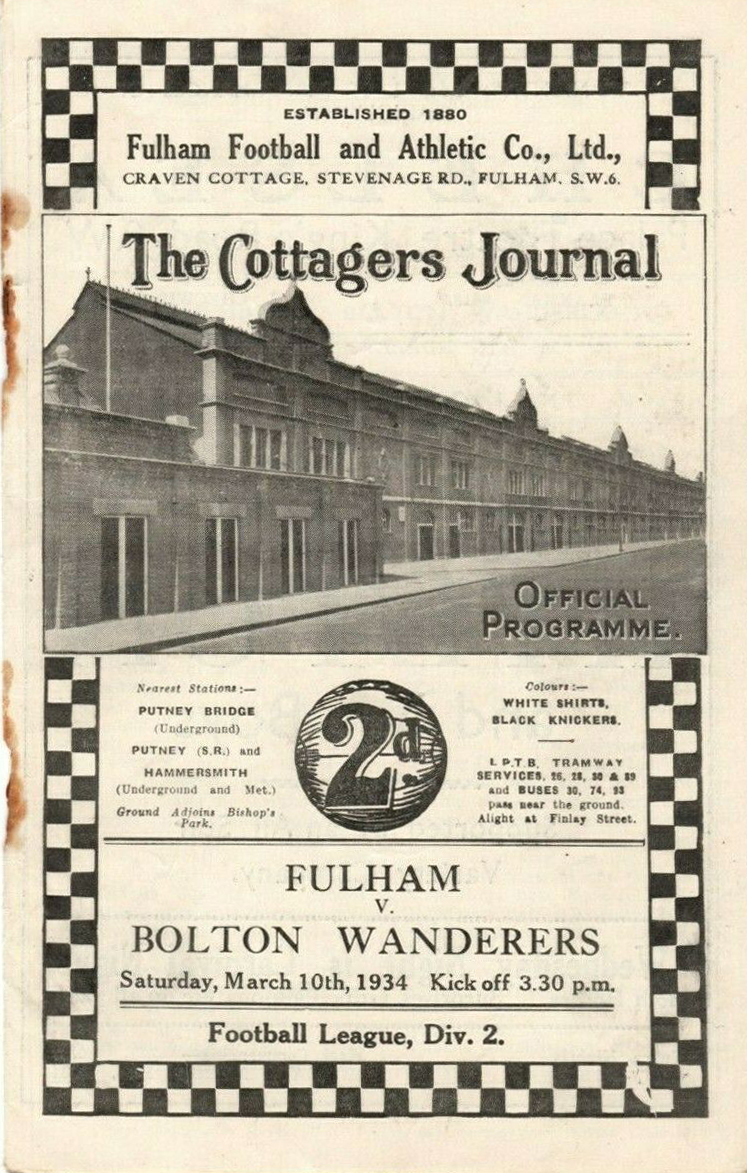 ESTABLISHED 1880
Fulham Football and Athletic Co., Ltd.,
CRAVEN COTTAGE, STEVENAGE RD., FULHAM. S.W.6.
The Cottagers Journal
OFFICIAL
PROGRAMME.
Nearest Stations :—
PUTNEY BRIDGE
(Underground)
PUTNEY (S.R.) and
HAMMERSMITH
(Underground and Met.)
Ground Adjoins Bishop's
Park.
2d.
Colours :—
WHITE SHIRTS,
BLACK KNICKERS.
L.P.T.B. TRAMWAY
SERVICES, 26, 28, 30 & 89
and BUSES 30, 74, 93
pass near the ground.
Alight at Finlay Street.
FULHAM
V.
BOLTON WANDERERS
Saturday, March 10th, 1934 Kick off 3.30 p.m.
Football League, Div. 2.